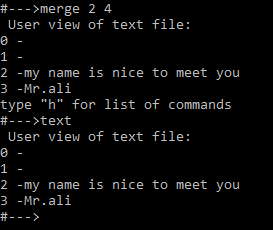 #--->merge 2 4
User view of text file:
0 -
1 -
2 -my name is nice to meet you
3 -Mr.ali
type "h" for list of commands
#--->text
User view of text file:
0 -
1 -
2 -my name is nice to meet you
3 -Mr.ali
#--->